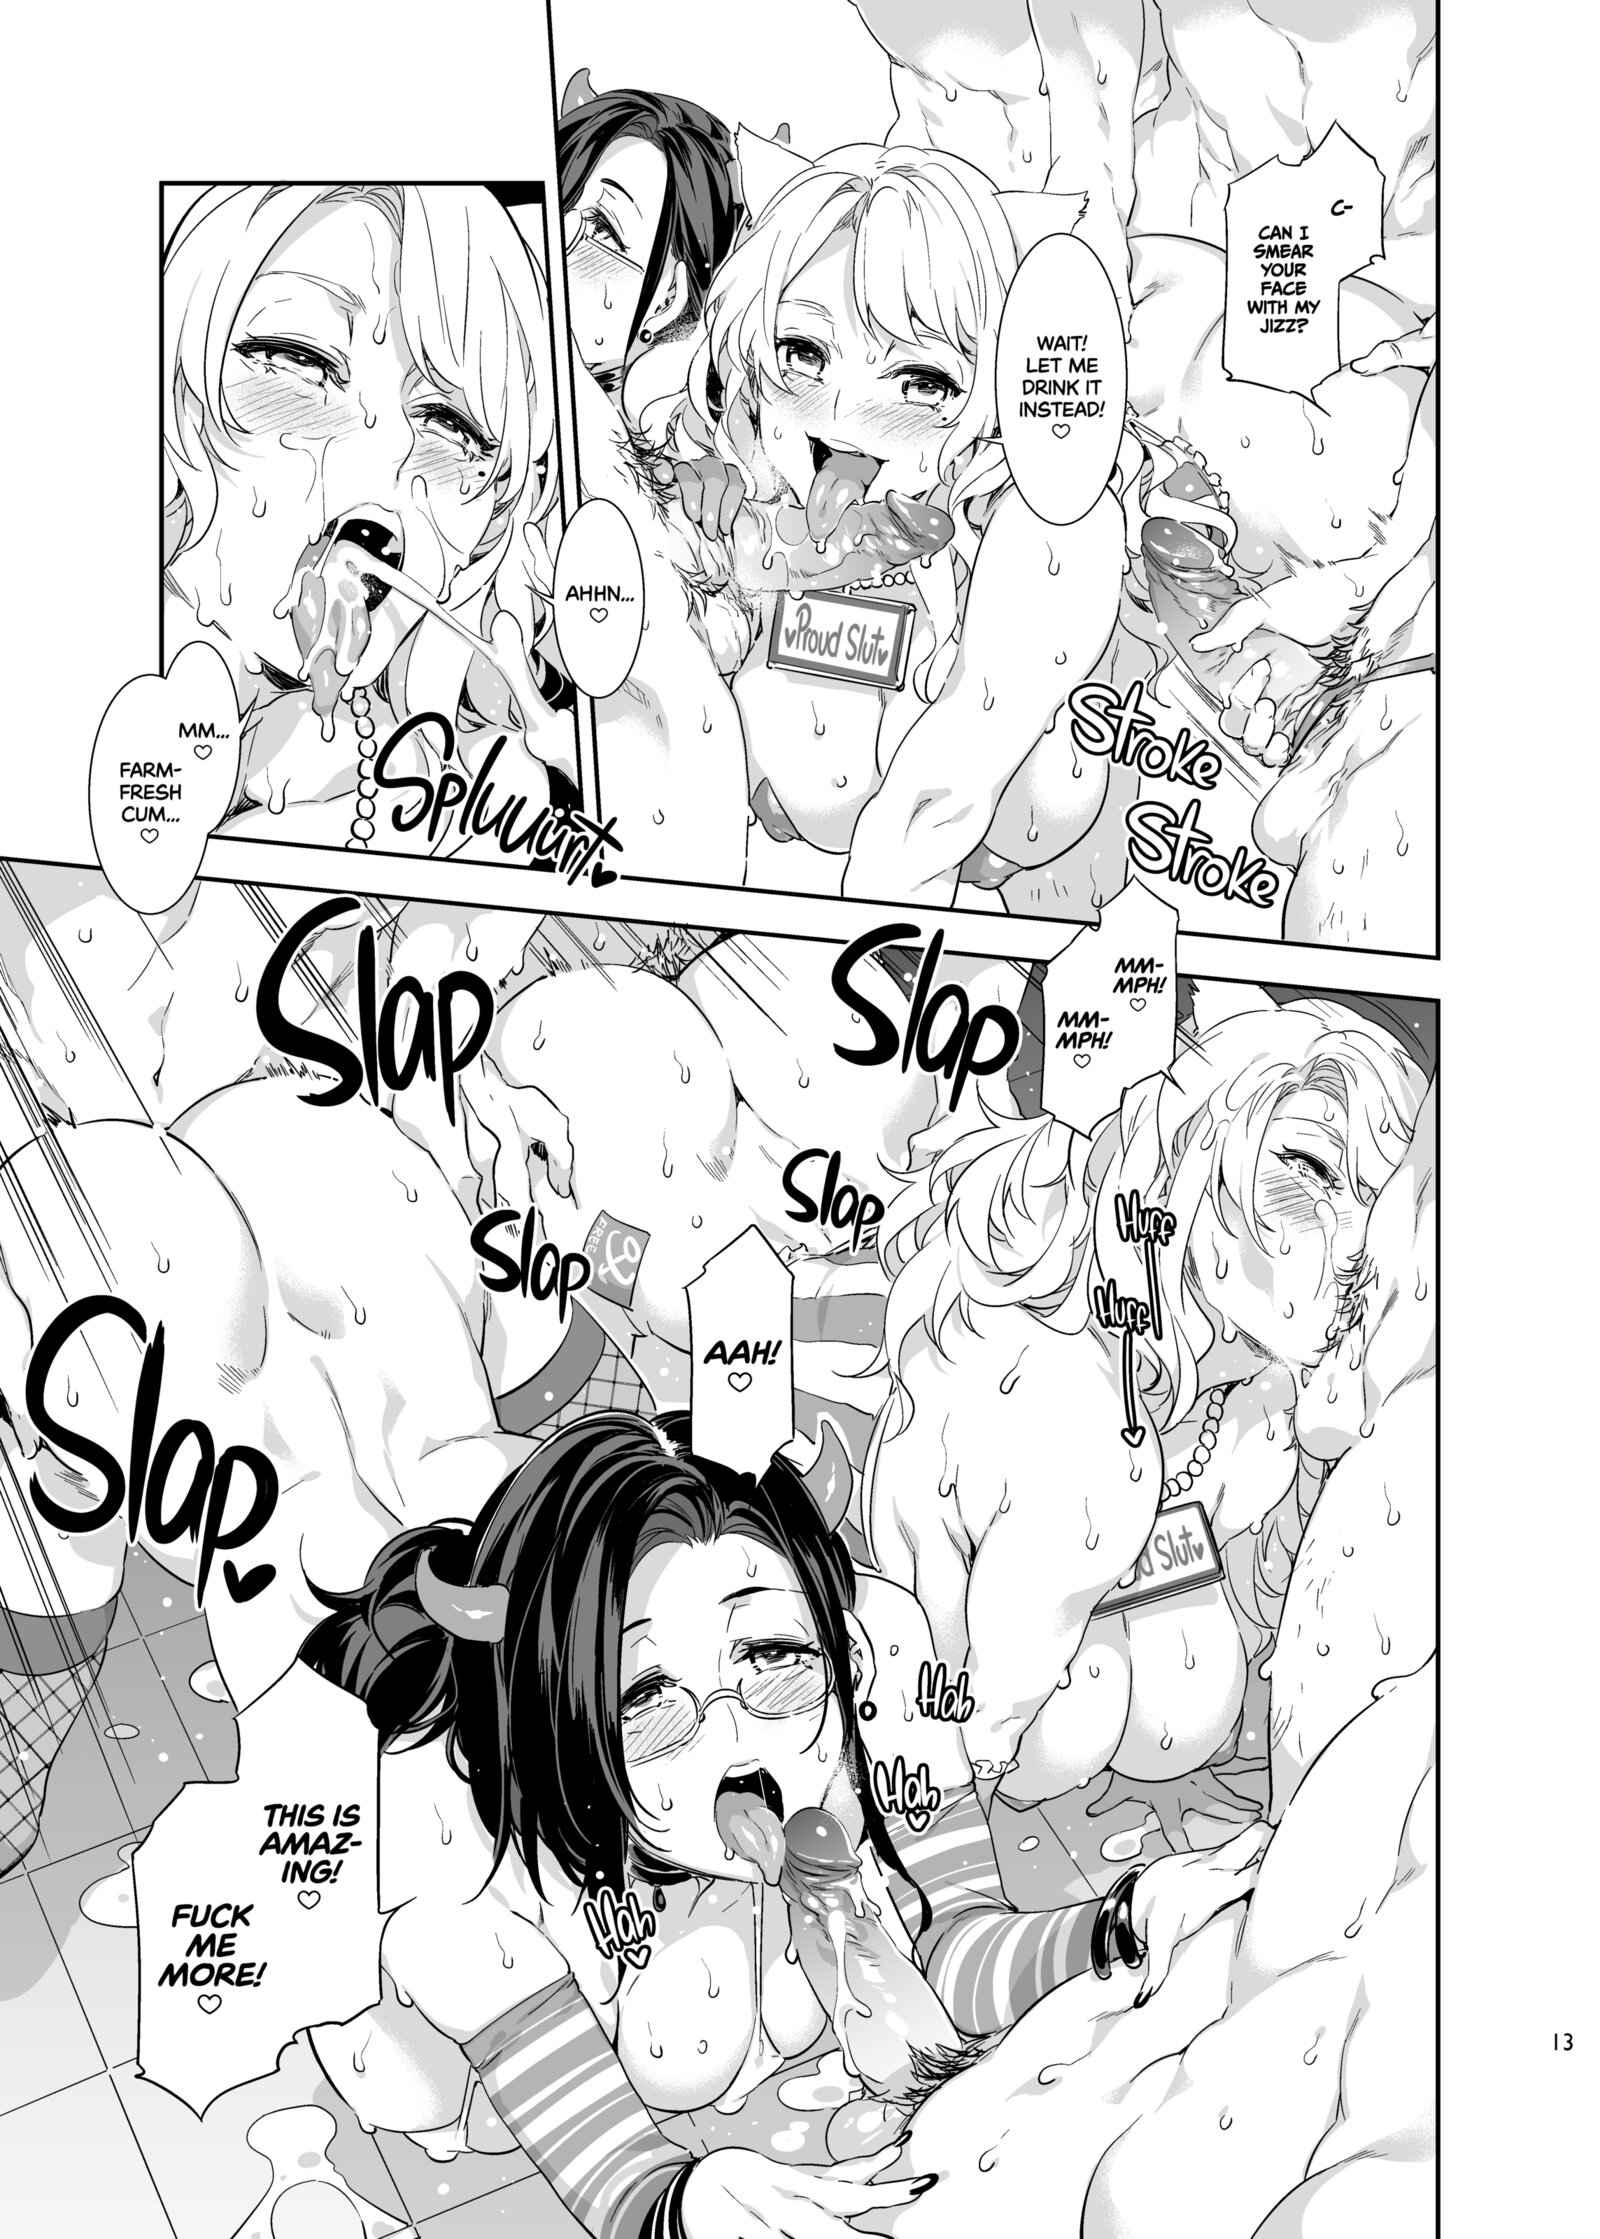 C-
CAN I
SMEAR
YOUR
FACE
WITH MY
JIZZ?
WAIT!
LET ME
DRINK IT
INSTEAD!
♡
♥Proud Slut♥
Stroke
Stroke
AHHN...
♡
Spluuurt♥
MM...
♡
FARM-
FRESH
CUM...
♡
MM-
MPH!
♡
MM-
MPH!
♡
Huff
Huff
Slap
Slap
Slap
Slap
Slap
FREE
d Slut♥
AAH!
♡
Hah
Hah
Hah
THIS IS
AMAZ-
ING!
♡
FUCK
ME
MORE!
♡
13